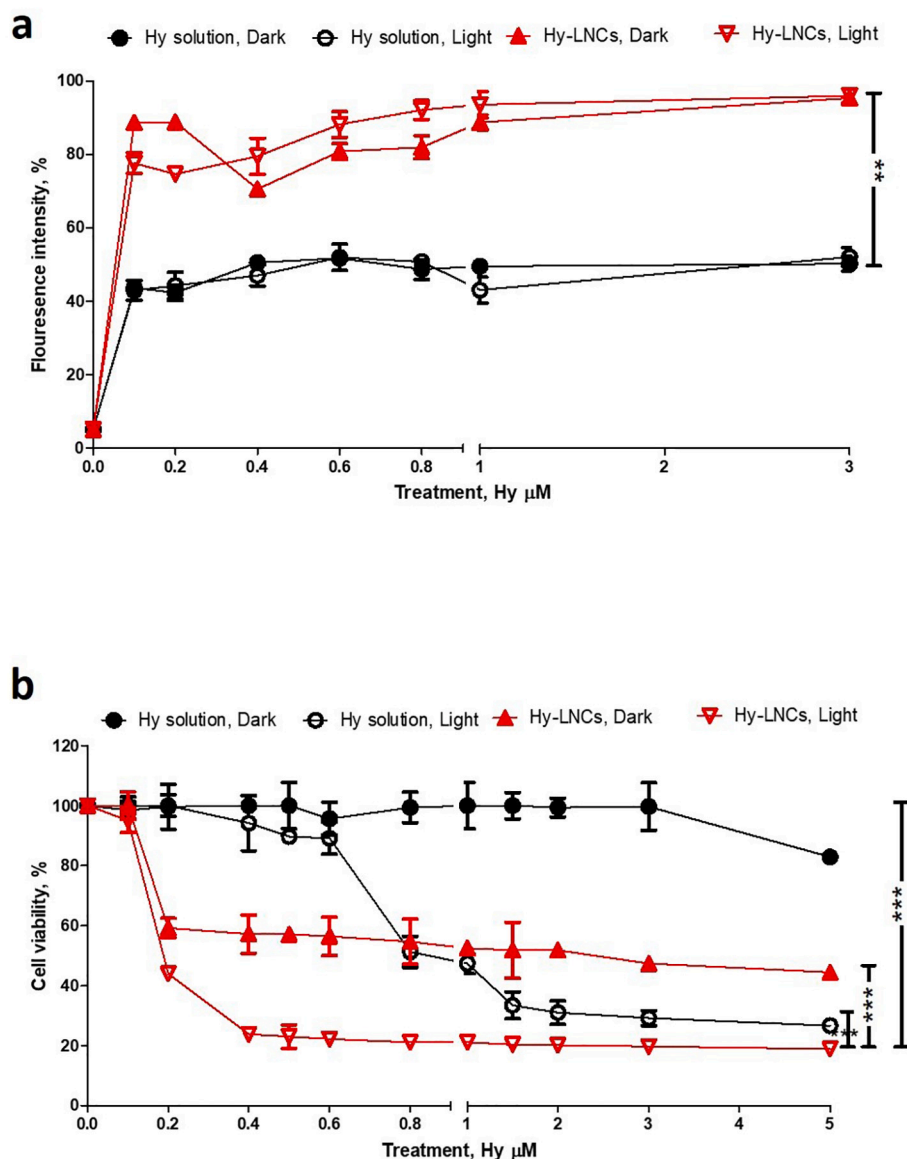 a
Hy solution, Dark Hy solution, Light Hy-LNCs, Dark Hy-LNCs, Light
100
80
60
40
20
0
Flouresence intensity, %
**
0.0 0.2 0.4 0.6 0.8 1 2 3
Treatment, Hy μM
b
Hy solution, Dark Hy solution, Light Hy-LNCs, Dark Hy-LNCs, Light
120
100
80
60
40
20
0
Cell viability, %
***
***
***
0.0 0.2 0.4 0.6 0.8 1 2 3 4 5
Treatment, Hy μM